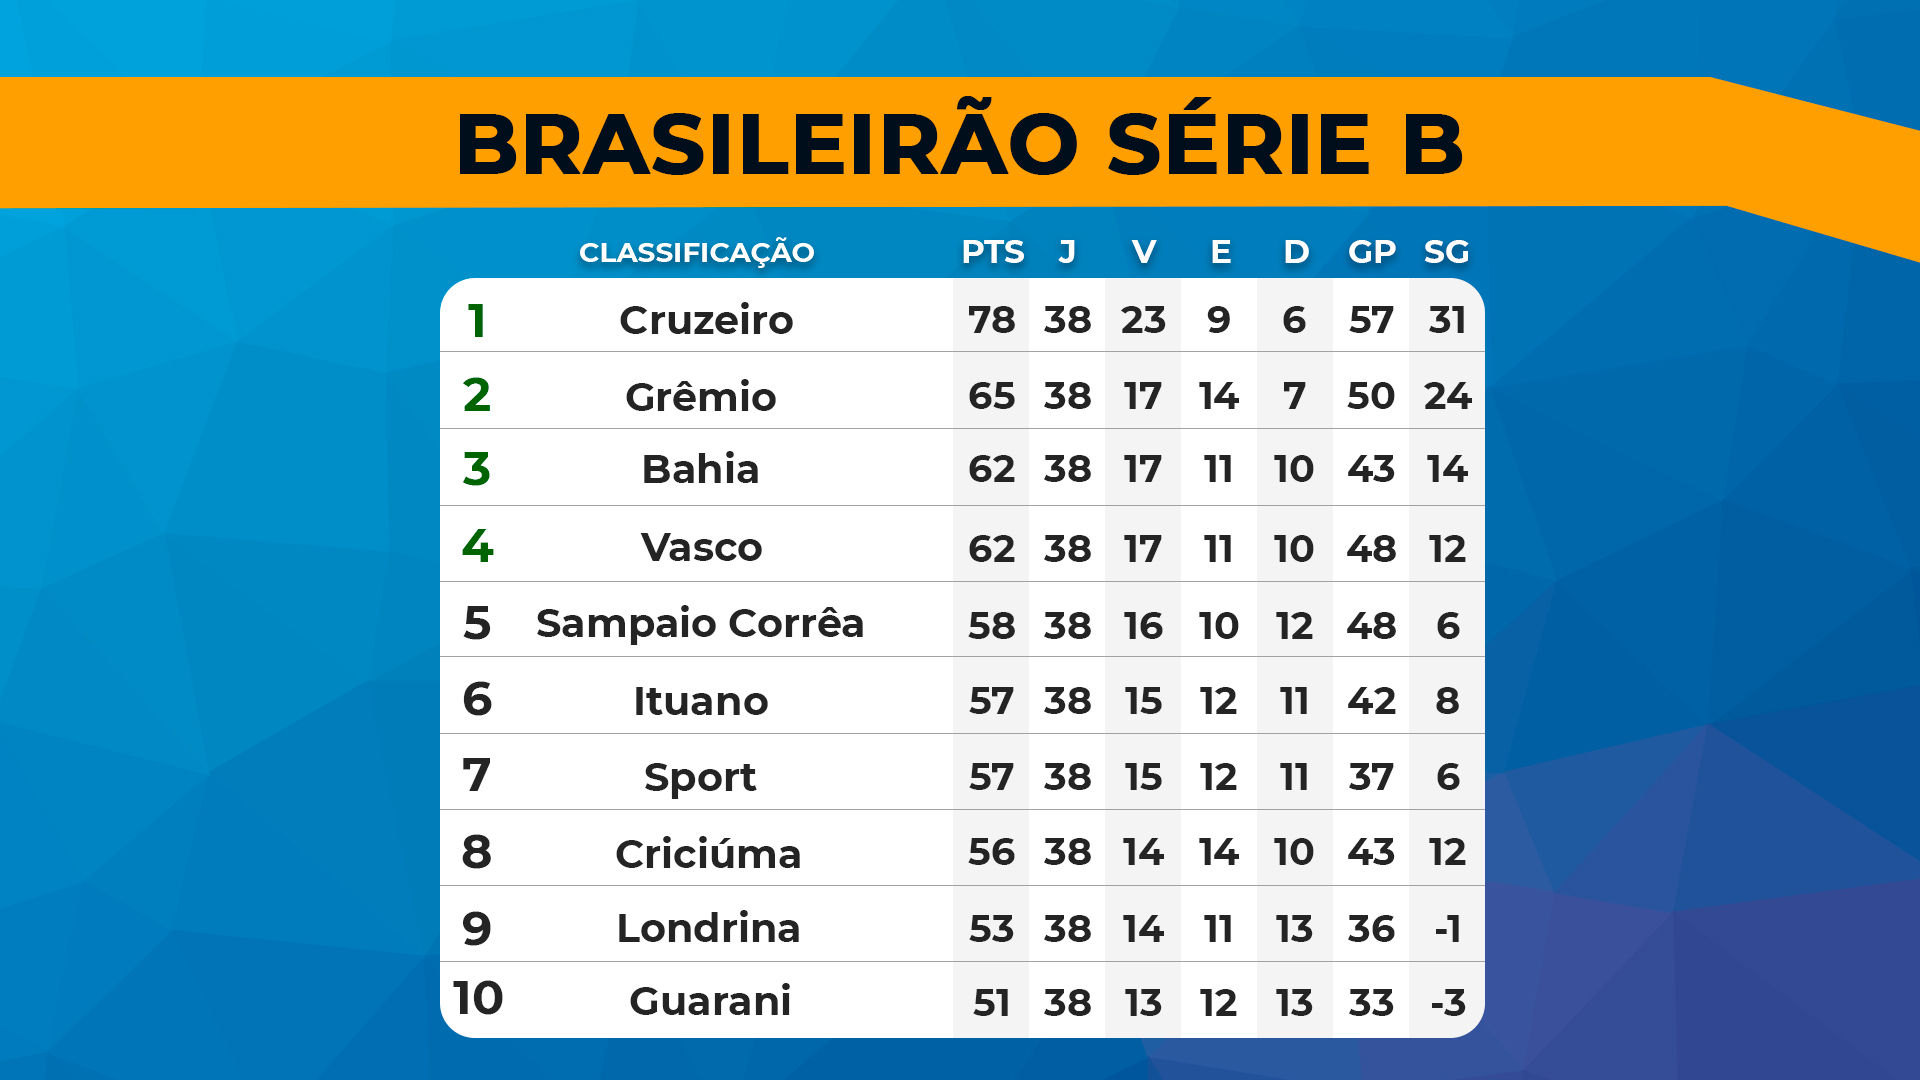 BRASILEIRÃO SÉRIE B
CLASSIFICAÇÃO PTS J V E D GP SG
1 Cruzeiro 78 38 23 9 6 57 31
2 Grêmio 65 38 17 14 7 50 24
3 Bahia 62 38 17 11 10 43 14
4 Vasco 62 38 17 11 10 48 12
5 Sampaio Corrêa 58 38 16 10 12 48 6
6 Ituano 57 38 15 12 11 42 8
7 Sport 57 38 15 12 11 37 6
8 Criciúma 56 38 14 14 10 43 12
9 Londrina 53 38 14 11 13 36 -1
10 Guarani 51 38 13 12 13 33 -3